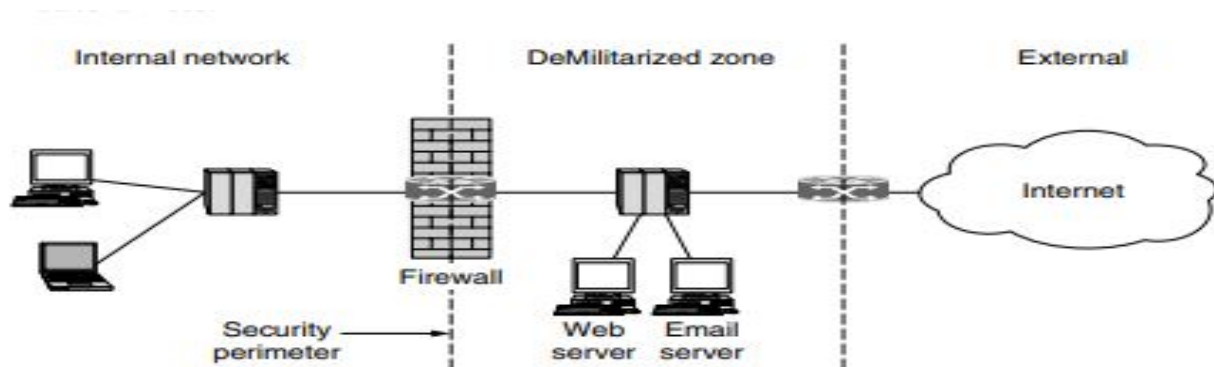 Internal network
DeMilitarized zone
External
Internet
Firewall
Security
perimeter
Web
server
Email
server